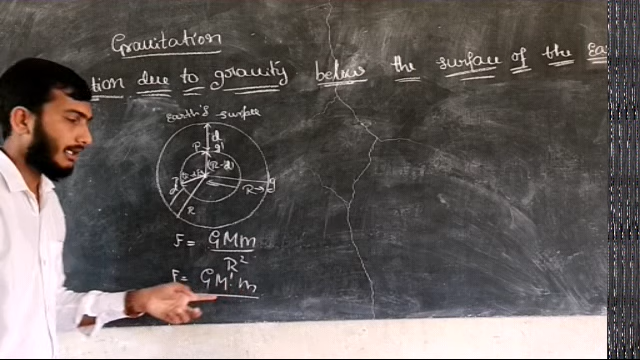 Gravitation
tion due to gravity below the surface of the Ea
Earth's surface
d
P g'
(R-d)
d R→ g
R
F = GMm
R²
F = GM'm